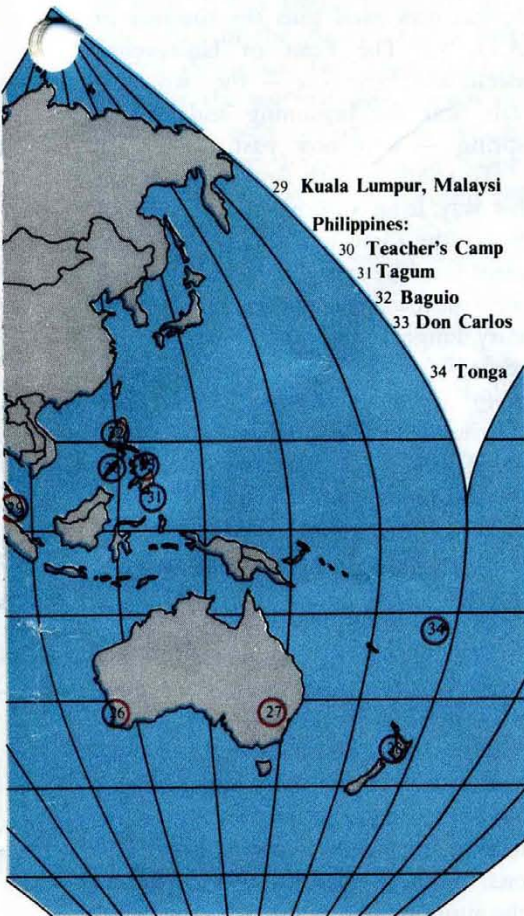 29 Kuala Lumpur, Malaysi
Philippines:
30 Teacher's Camp
31 Tagum
32 Baguio
33 Don Carlos
34 Tonga
31
34
26
27